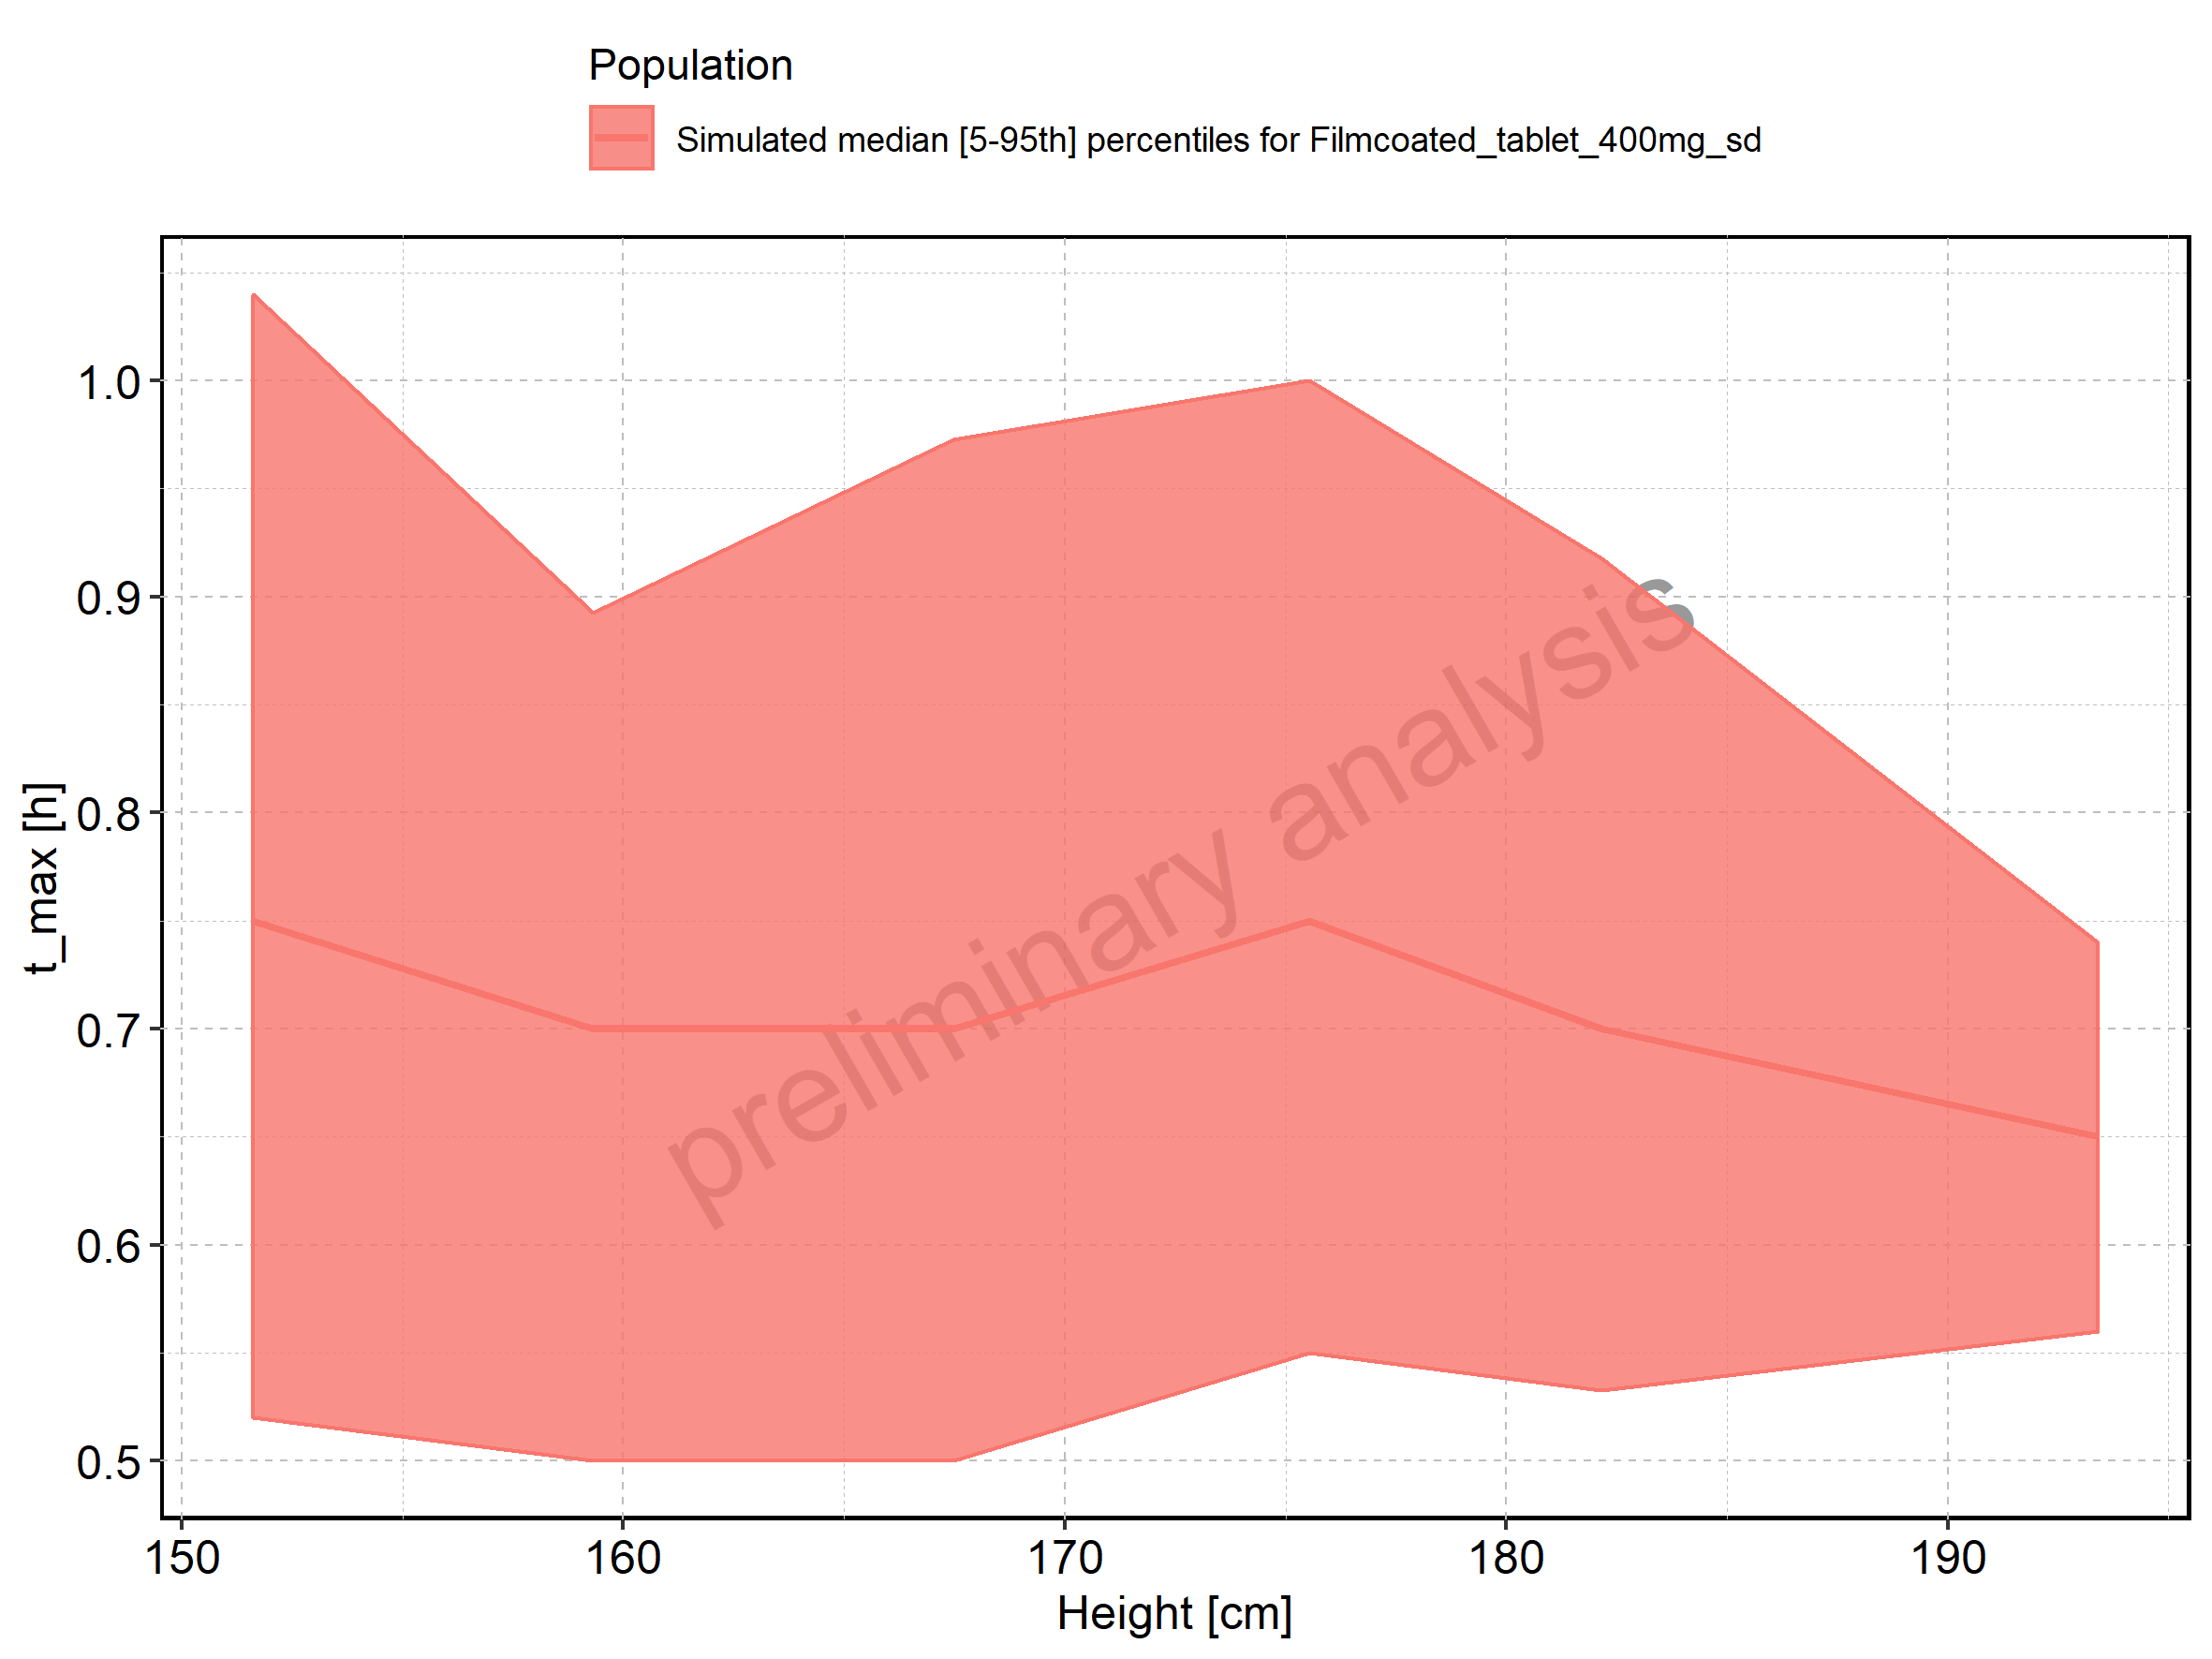 Population
Simulated median [5-95th] percentiles for Filmcoated_tablet_400mg_sd
t_max [h]
1.0
0.9
0.8
0.7
0.6
0.5
preliminary analysis
150 160 170 180 190
Height [cm]